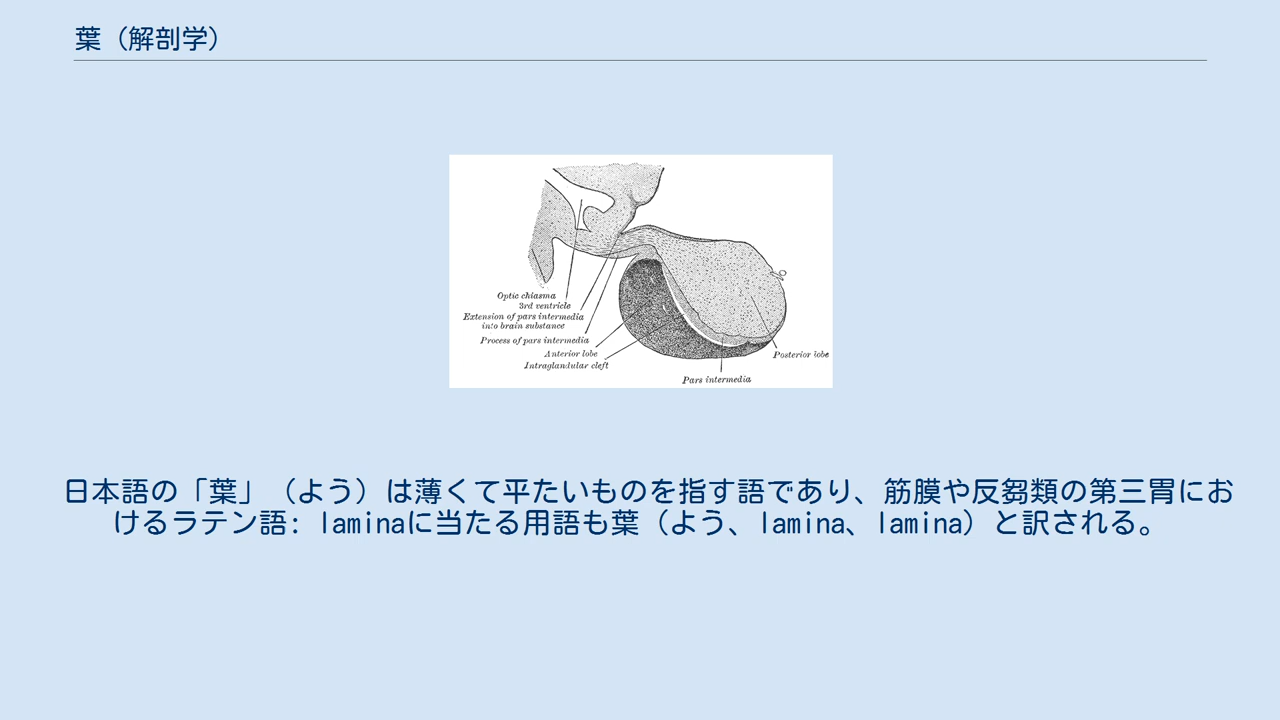 葉（解剖学）
Optic chiasma
3rd ventricle
Extension of pars intermedia
into brain substance
Process of pars intermedia
Anterior lobe
Intraglandular cleft
Posterior lobe
Pars intermedia
日本語の「葉」（よう）は薄くて平たいものを指す語であり、筋膜や反芻類の第三胃にお
けるラテン語: laminaに当たる用語も葉（よう、lamina、lamina）と訳される。